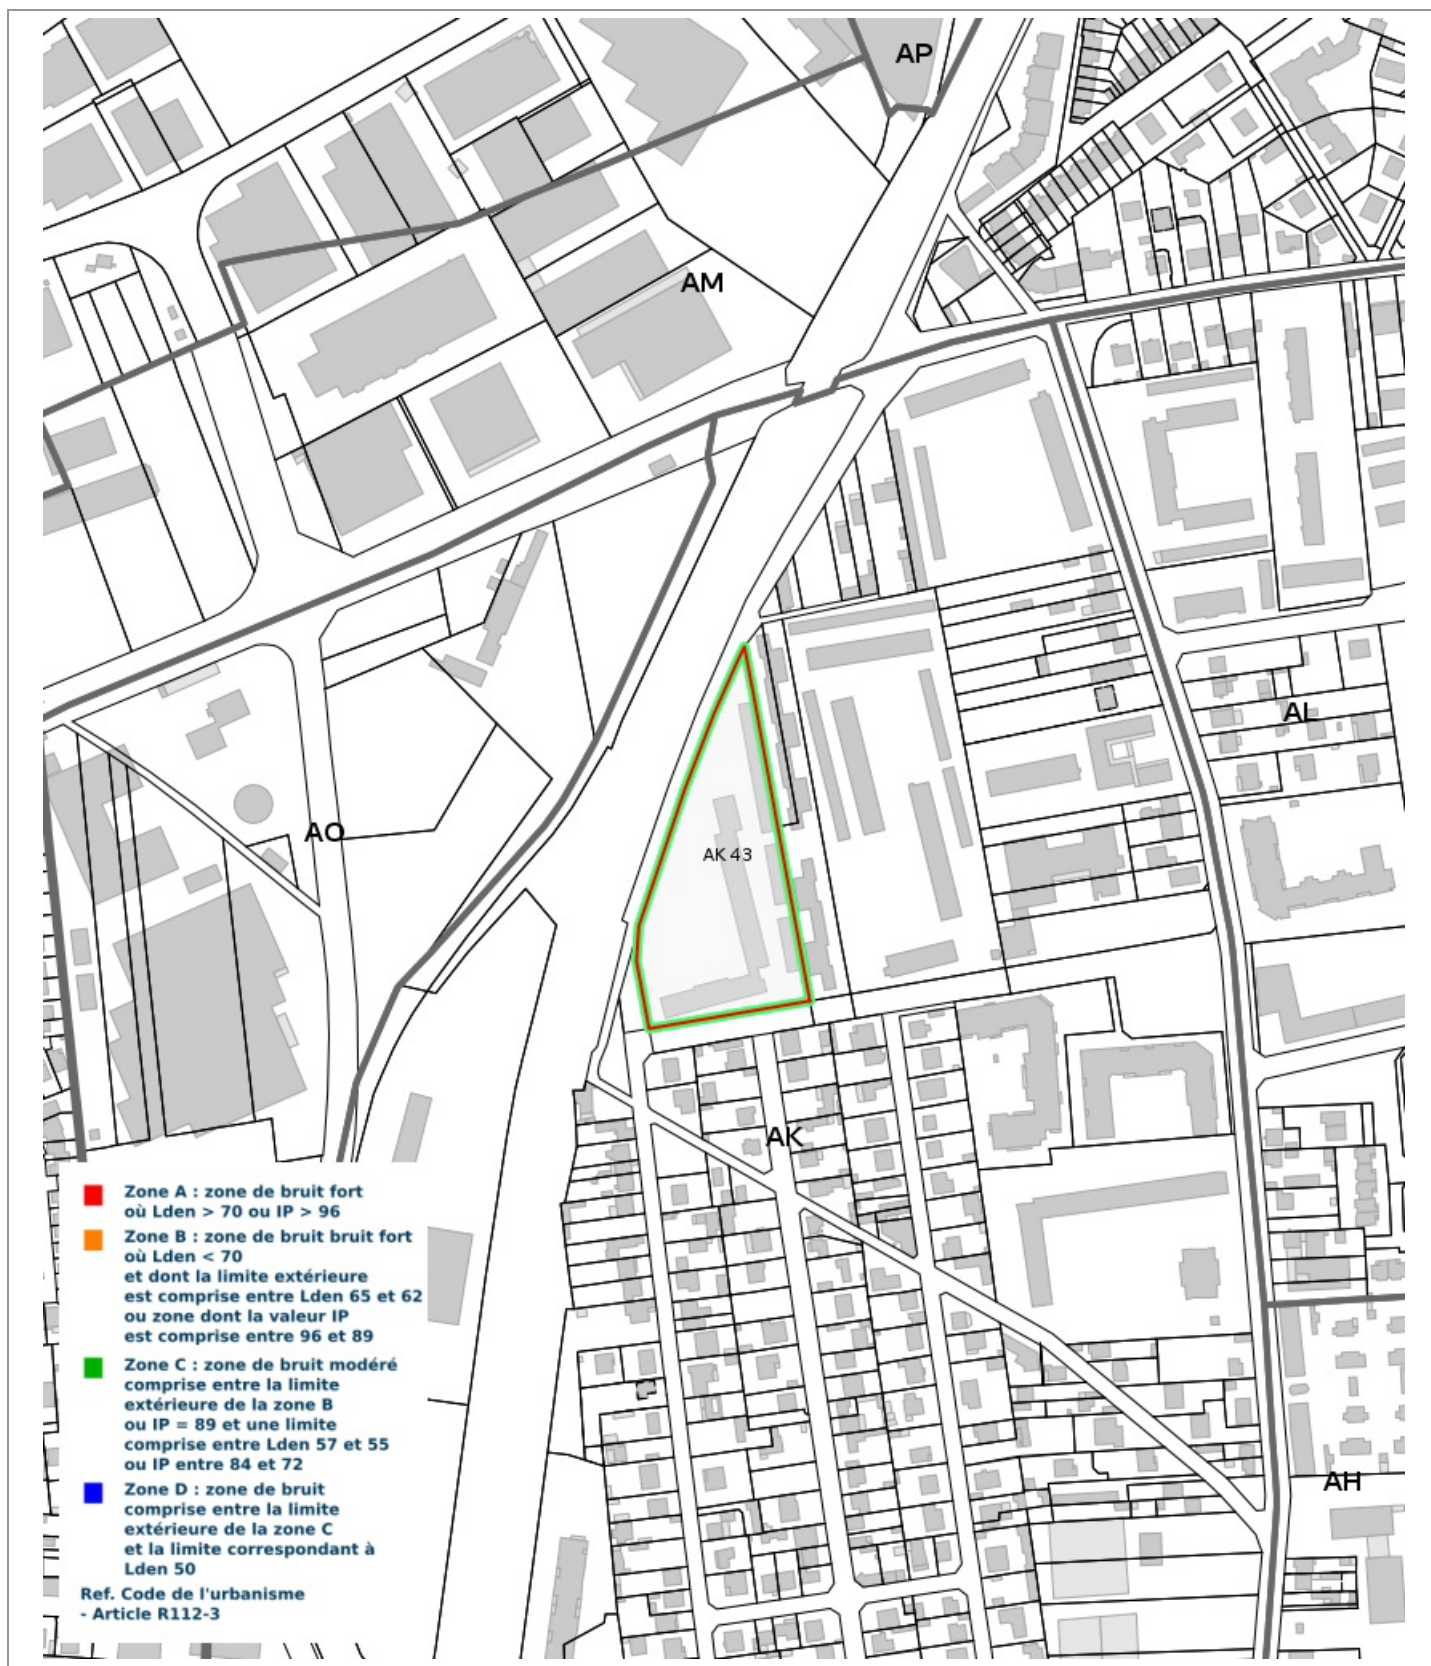 AP
AM
AL
AO
AK 43
AK
Zone A : zone de bruit fort
où Lden > 70 ou IP > 96
Zone B : zone de bruit bruit fort
où Lden < 70
et dont la limite extérieure
est comprise entre Lden 65 et 62
ou zone dont la valeur IP
est comprise entre 96 et 89
Zone C : zone de bruit modéré
comprise entre la limite
extérieure de la zone B
ou IP = 89 et une limite
comprise entre Lden 57 et 55
ou IP entre 84 et 72
Zone D : zone de bruit
comprise entre la limite
extérieure de la zone C
et la limite correspondant à
Lden 50
Ref. Code de l'urbanisme
- Article R112-3
AH